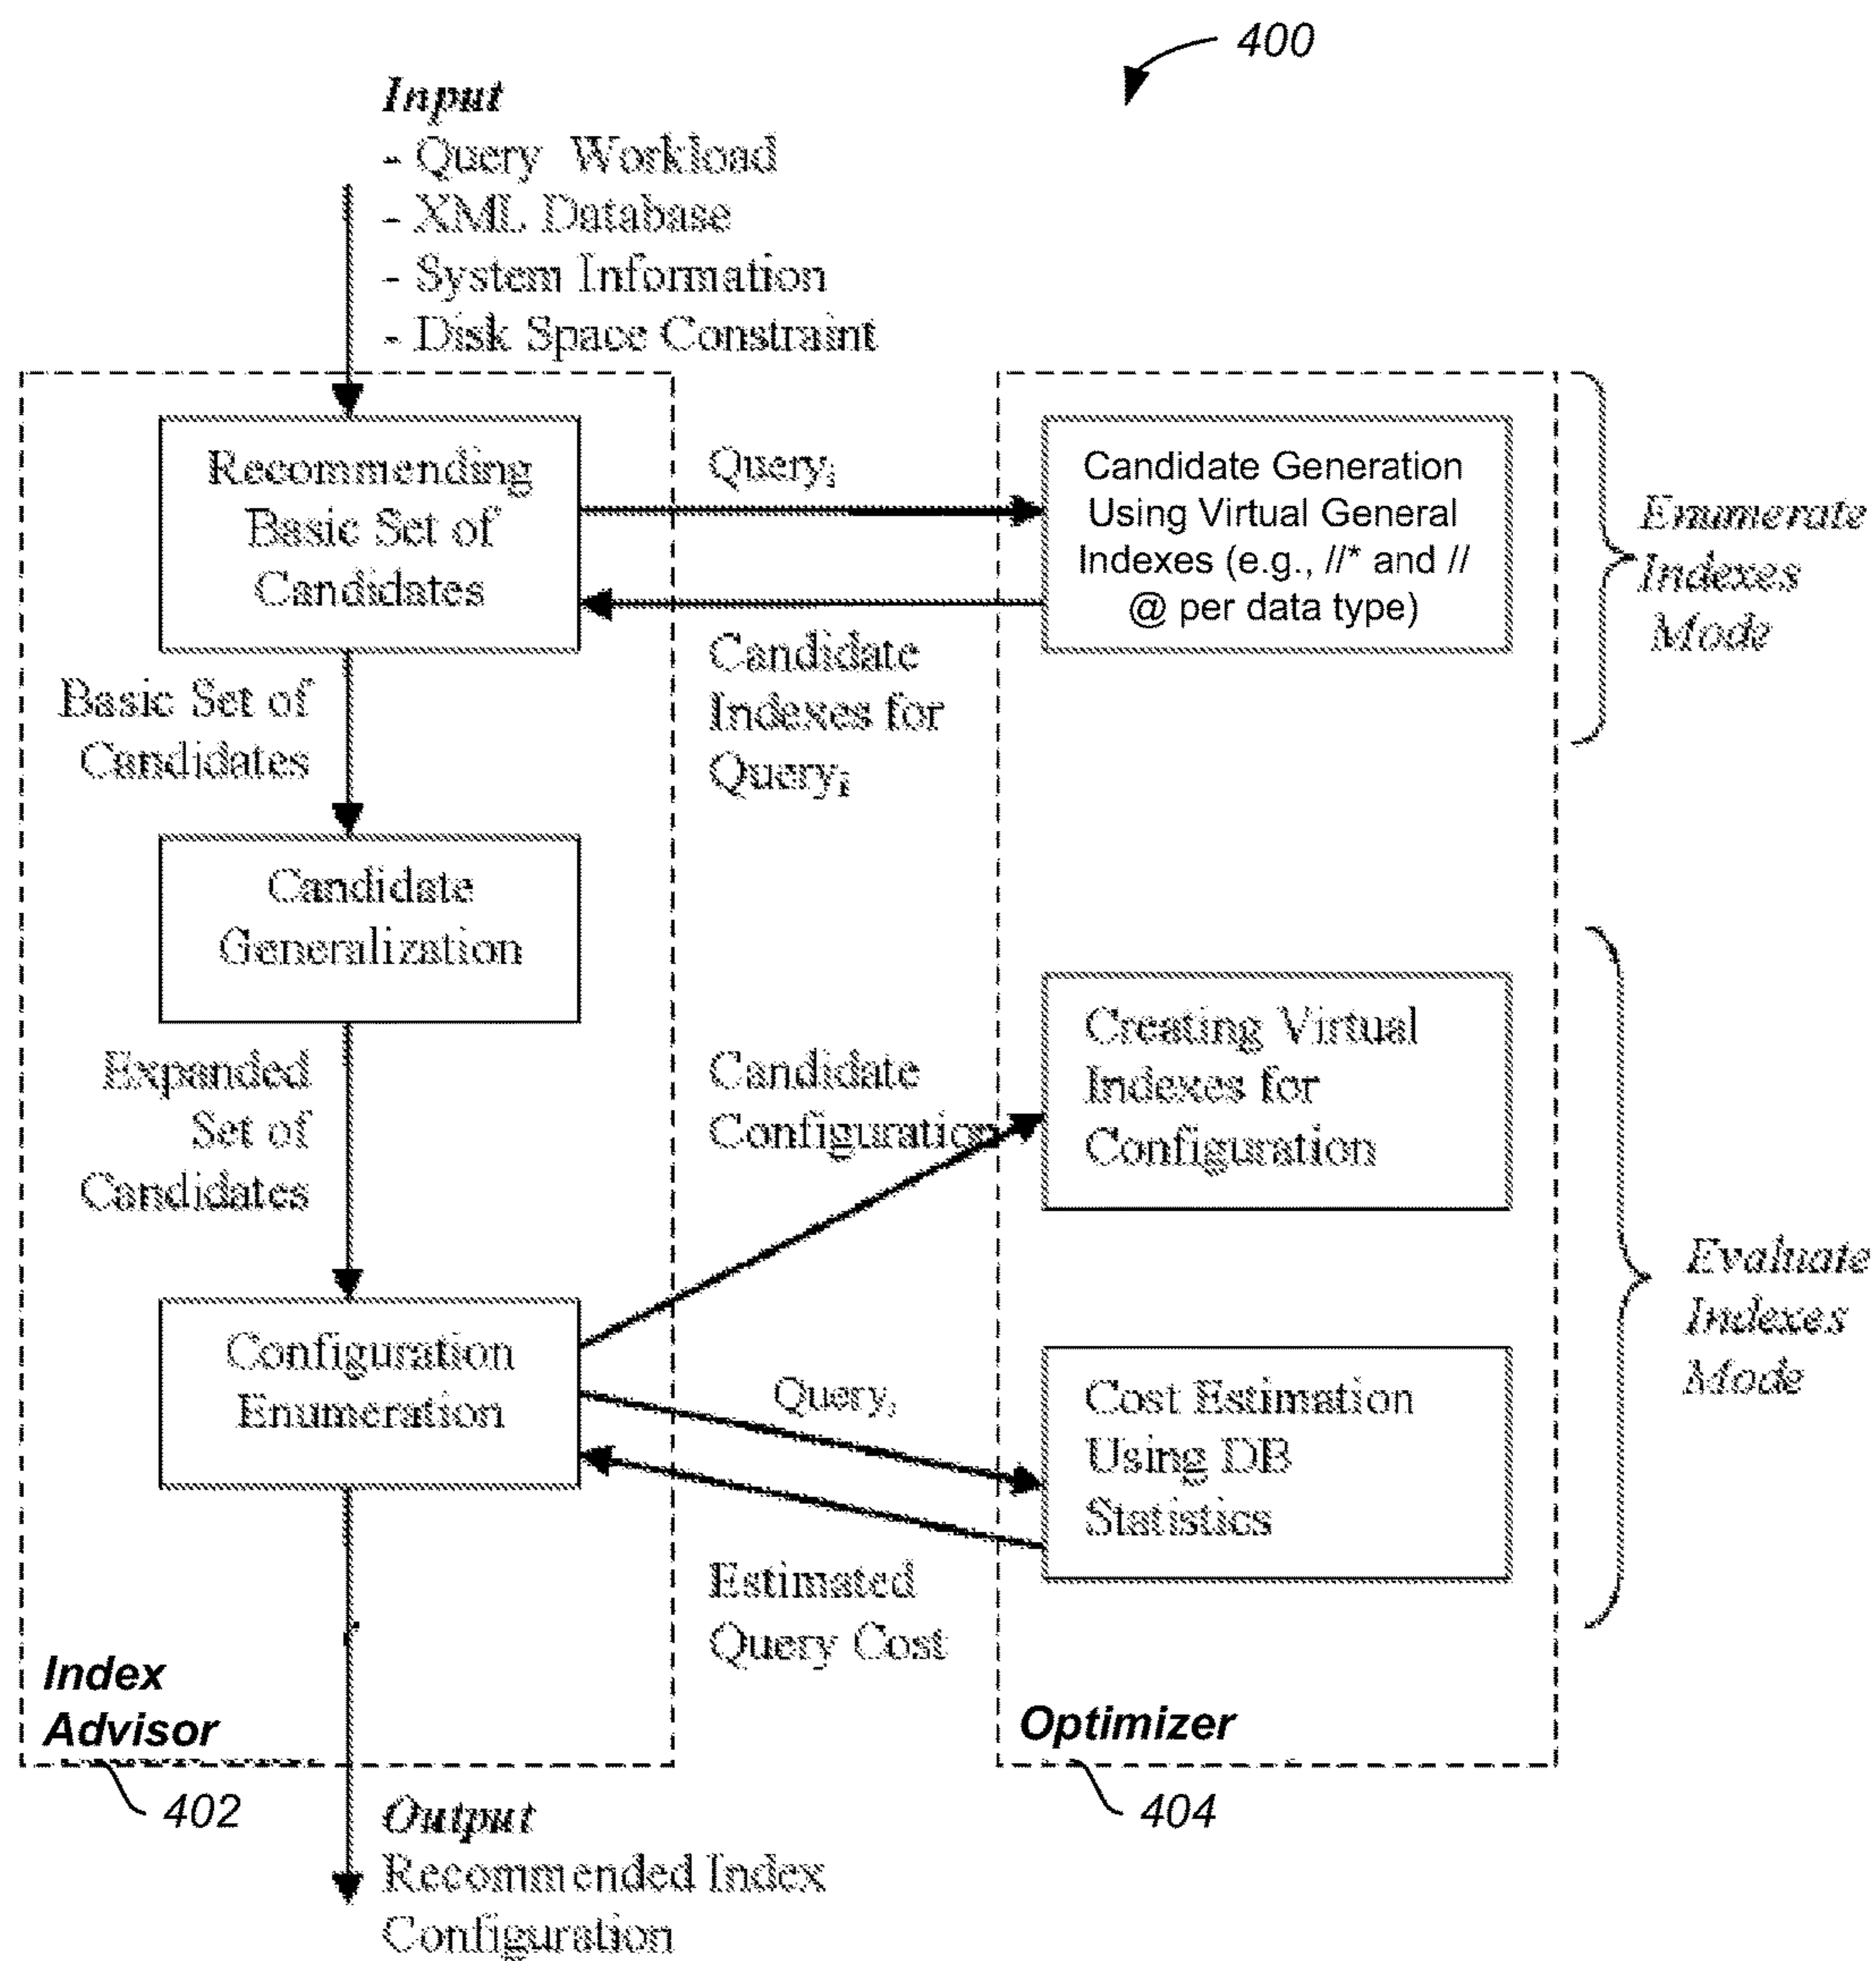 400
Input
- Query Workload
- XML Database
- System Information
- Disk Space Constraint
Recommending
Basic Set of
Candidates
Query i
Candidate Generation
Using Virtual General
Indexes (e.g., //* and //
@ per data type)
Enumerate
Indexes
Mode
Candidate
Indexes for
Query i
Basic Set of
Candidates
Candidate
Generalization
Expanded
Set of
Candidates
Candidate
Configuration
Creating Virtual
Indexes for
Configuration
Configuration
Enumeration
Query i
Cost Estimation
Using DB
Statistics
Evaluate
Indexes
Mode
Estimated
Query Cost
Index
Advisor
402
Optimizer
404
Output
Recommended Index
Configuration